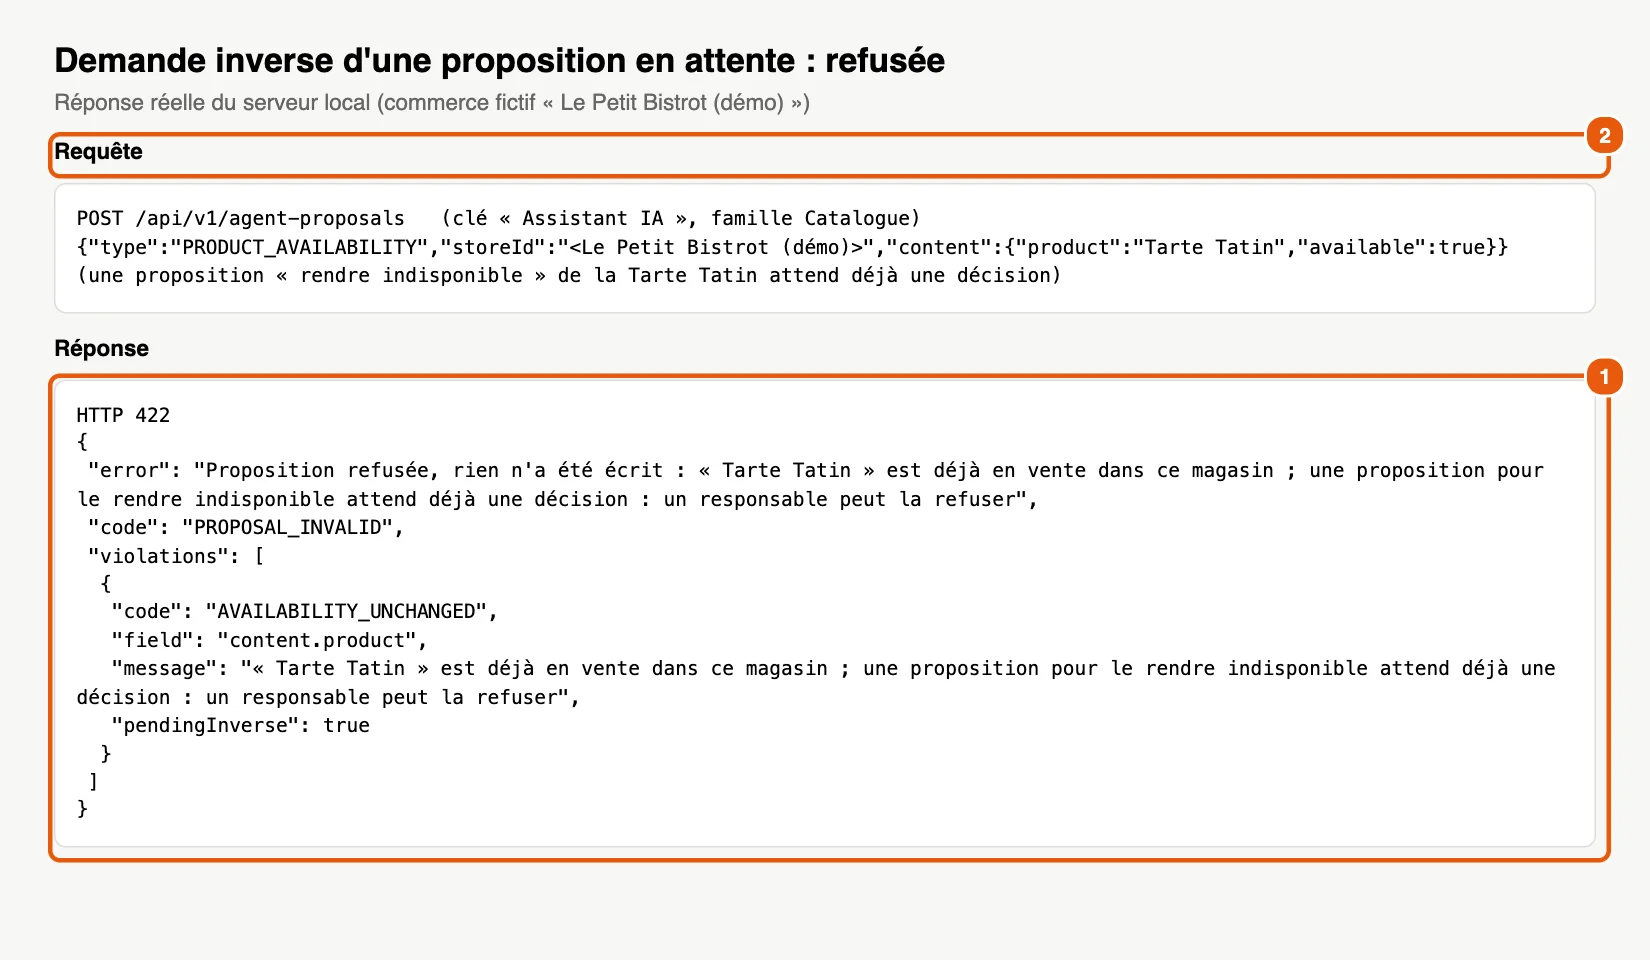 Demande inverse d'une proposition en attente : refusée
Réponse réelle du serveur local (commerce fictif « Le Petit Bistrot (démo) »)
2
Requête
POST /api/v1/agent-proposals   (clé « Assistant IA », famille Catalogue)
{"type":"PRODUCT_AVAILABILITY","storeId":"<Le Petit Bistrot (démo)>","content":{"product":"Tarte Tatin","available":true}}
(une proposition « rendre indisponible » de la Tarte Tatin attend déjà une décision)
Réponse
1
HTTP 422
{
 "error": "Proposition refusée, rien n'a été écrit : « Tarte Tatin » est déjà en vente dans ce magasin ; une proposition pour
le rendre indisponible attend déjà une décision : un responsable peut la refuser",
 "code": "PROPOSAL_INVALID",
 "violations": [
  {
   "code": "AVAILABILITY_UNCHANGED",
   "field": "content.product",
   "message": "« Tarte Tatin » est déjà en vente dans ce magasin ; une proposition pour le rendre indisponible attend déjà une
décision : un responsable peut la refuser",
   "pendingInverse": true
  }
 ]
}